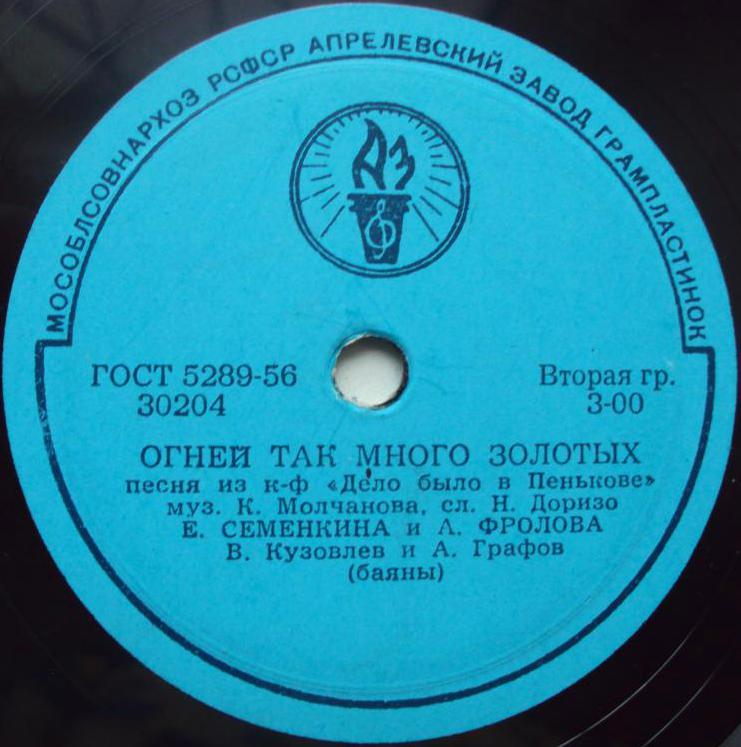 МОСОБЛСОВНАРХОЗ РСФСР АПРЕЛЕВСКИЙ ЗАВОД ГРАМПЛАСТИНОК
АЗ
ГОСТ 5289-56
30204
Вторая гр.
3-00
ОГНЕЙ ТАК МНОГО ЗОЛОТЫХ
песня из к-ф «Дело было в Пенькове»
муз. К. Молчанова, сл. Н. Доризо
Е. СЕМЕНКИНА и А. ФРОЛОВА
В. Кузовлев и А. Графов
(баяны)